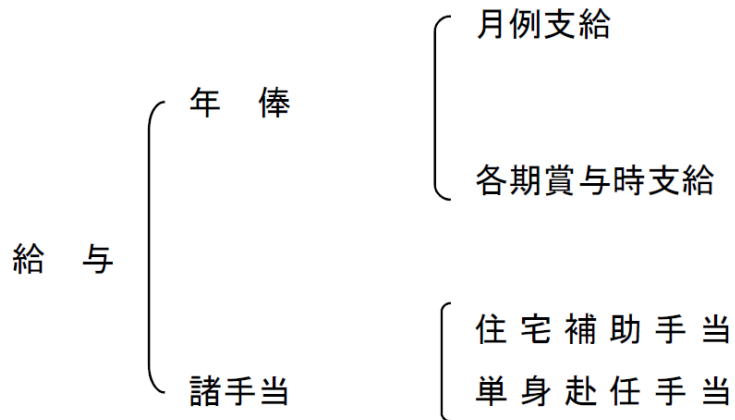 月例支給
年　俸
各期賞与時支給
給　与
住宅補助手当
諸手当
単身赴任手当